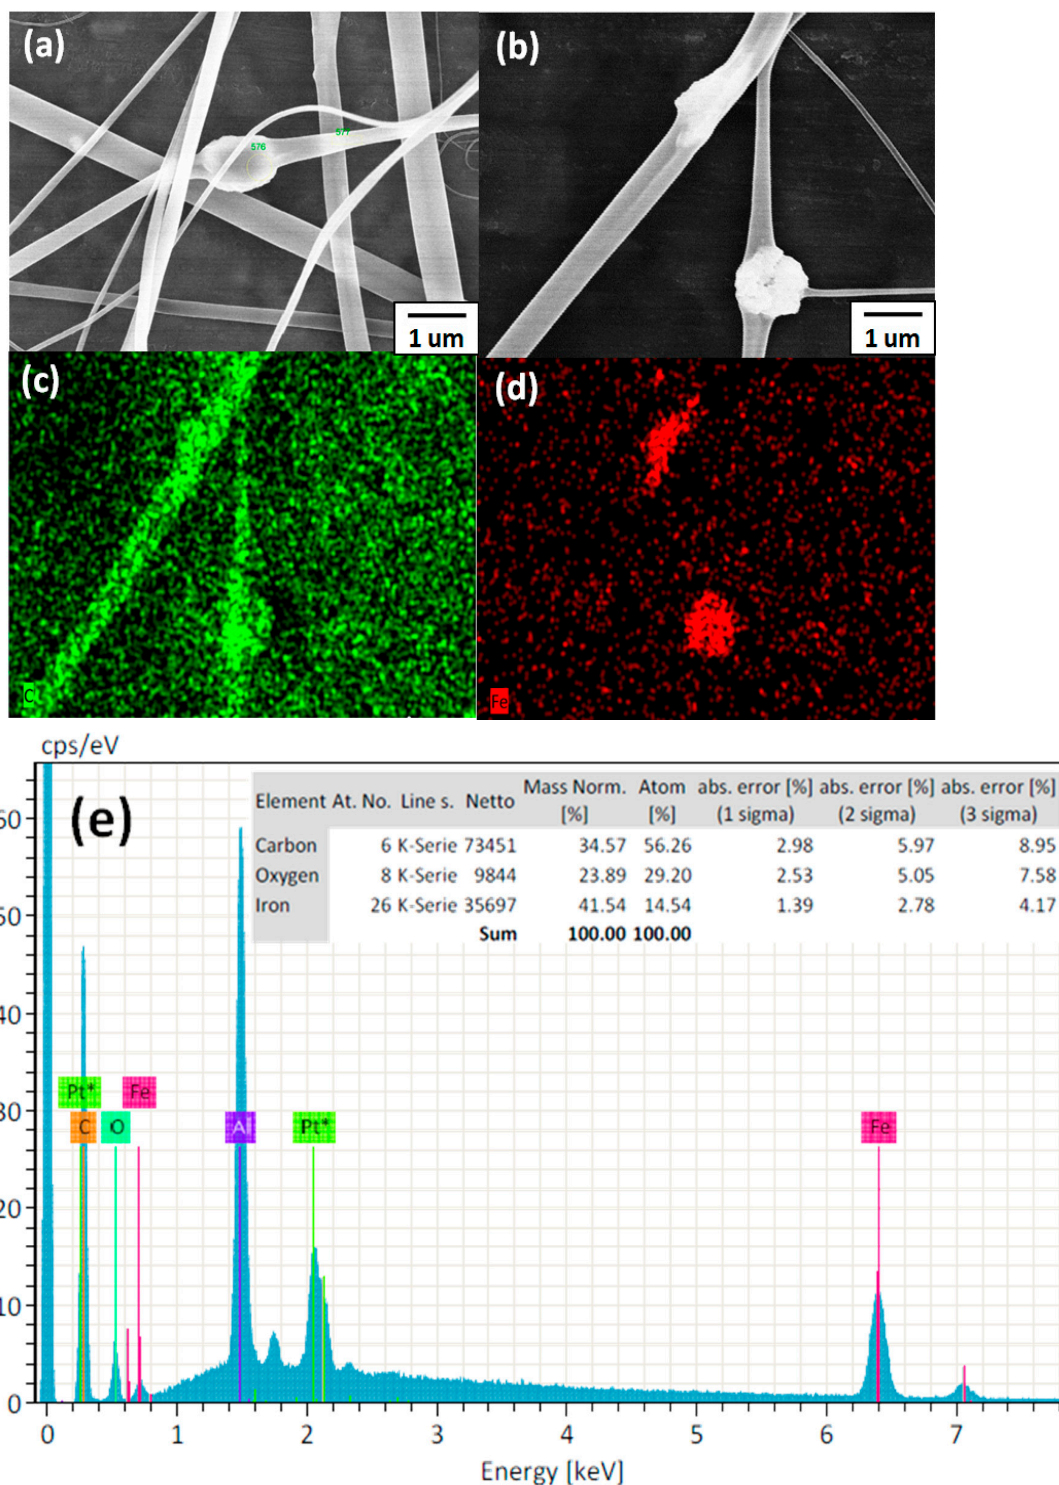 (a)
576
577
1 um
(b)
1 um
(c)
C
(d)
Fe
cps/eV
(e)
Element At. No. Line s. Netto Mass Norm. [%] Atom [%] abs. error [%] (1 sigma) abs. error [%] (2 sigma) abs. error [%] (3 sigma)
Carbon 6 K-Serie 73451 34.57 56.26 2.98 5.97 8.95
Oxygen 8 K-Serie 9844 23.89 29.20 2.53 5.05 7.58
Iron 26 K-Serie 35697 41.54 14.54 1.39 2.78 4.17
Sum 100.00 100.00
60
50
40
30
20
10
0
Pt* Fe
C O Al Pt* Fe
0 1 2 3 4 5 6 7
Energy [keV]